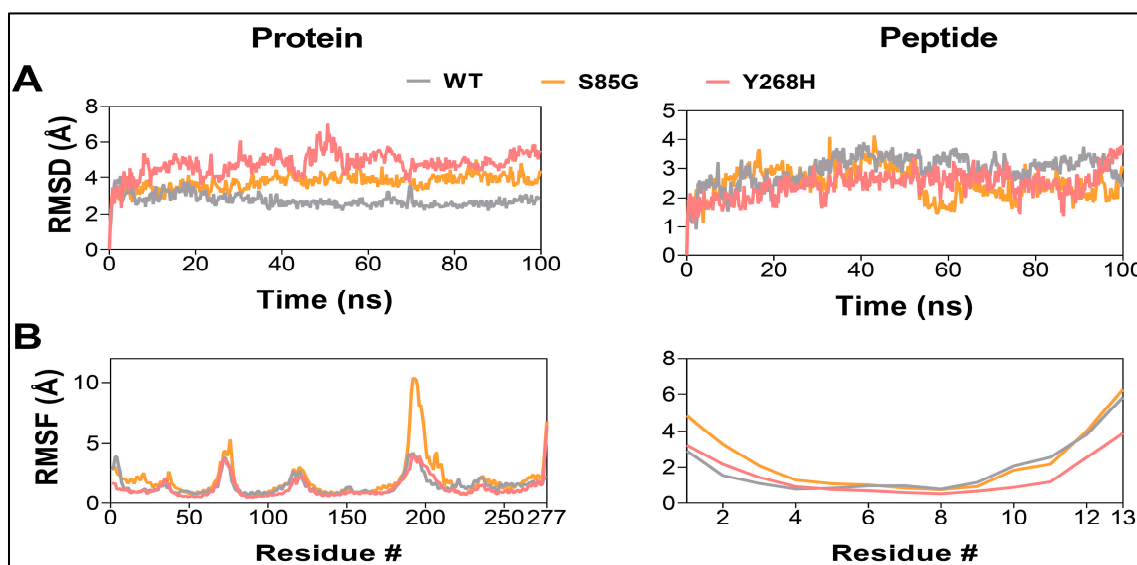 Protein Peptide
A
WT S85G Y268H
RMSD (Å)
8
6
4
2
0
0 20 40 60 80 100
Time (ns)
5
4
3
2
1
0
0 20 40 60 80 100
Time (ns)
B
RMSF (Å)
10
5
0
0 50 100 150 200 250 277
Residue #
8
6
4
2
0
2 4 6 8 10 12 13
Residue #